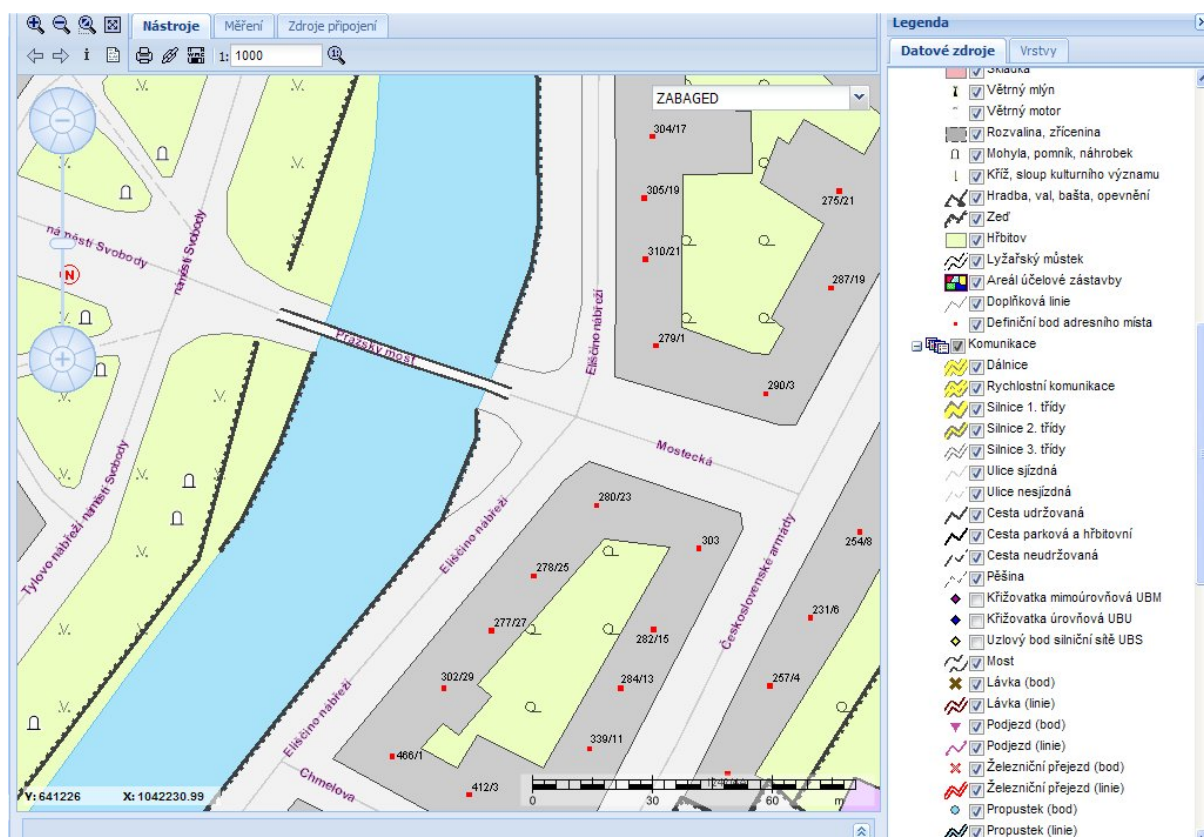 Nástroje
Měření
Zdroje připojení
1: 1000
ZABAGED
304/17
305/19
275/21
310/21
287/19
279/1
290/3
náměstí Svobody
náměstí Svobody
N
Pražský most
Eliščino nábřeží
Mostecká
Tylovo nábřeží
náměstí Svobody
Eliščino nábřeží
Československé armády
280/23
303
254/8
278/25
231/6
277/27
282/15
302/29
284/13
257/4
Eliščino nábřeží
466/1
339/11
Chmelova
412/3
Y: 641226
X: 1042230.99
0
30
60
m
Legenda
Datové zdroje
Vrstvy
Skládka
Větrný mlýn
Větrný motor
Rozvalina, zřícenina
Mohyla, pomník, náhrobek
Kříž, sloup kulturního významu
Hradba, val, bašta, opevnění
Zeď
Hřbitov
Lyžařský můstek
Areál účelové zástavby
Doplňková linie
Definiční bod adresního místa
Komunikace
Dálnice
Rychlostní komunikace
Silnice 1. třídy
Silnice 2. třídy
Silnice 3. třídy
Ulice sjízdná
Ulice nesjízdná
Cesta udržovaná
Cesta parková a hřbitovní
Cesta neudržovaná
Pěšina
Křižovatka mimoúrovňová UBM
Křižovatka úrovňová UBU
Uzlový bod silniční sítě UBS
Most
Lávka (bod)
Lávka (linie)
Podjezd (bod)
Podjezd (linie)
Železniční přejezd (bod)
Železniční přejezd (linie)
Propustek (bod)
Propustek (linie)